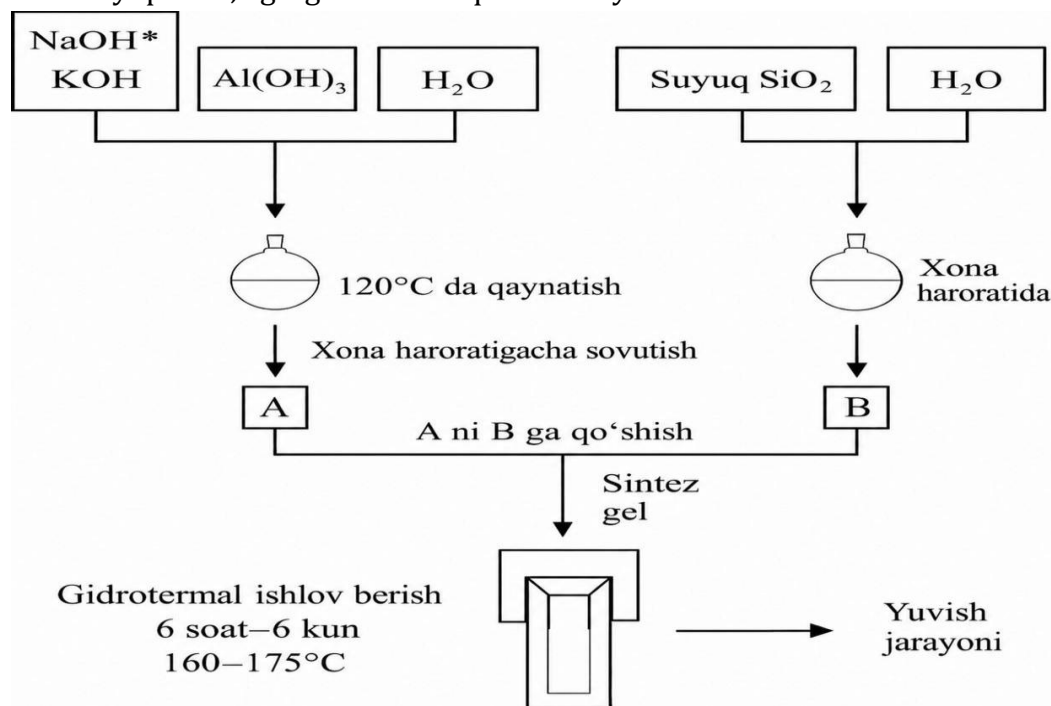 NaOH*
KOH
Al(OH)₃
H₂O
Suyuq SiO₂
H₂O
120°C da qaynatish
Xona
haroratida
Xona haroratigacha sovutish
A
B
A ni B ga qo‘shish
Sintez
gel
Gidrotermal ishlov berish
6 soat–6 kun
160–175°C
Yuvish
jarayoni